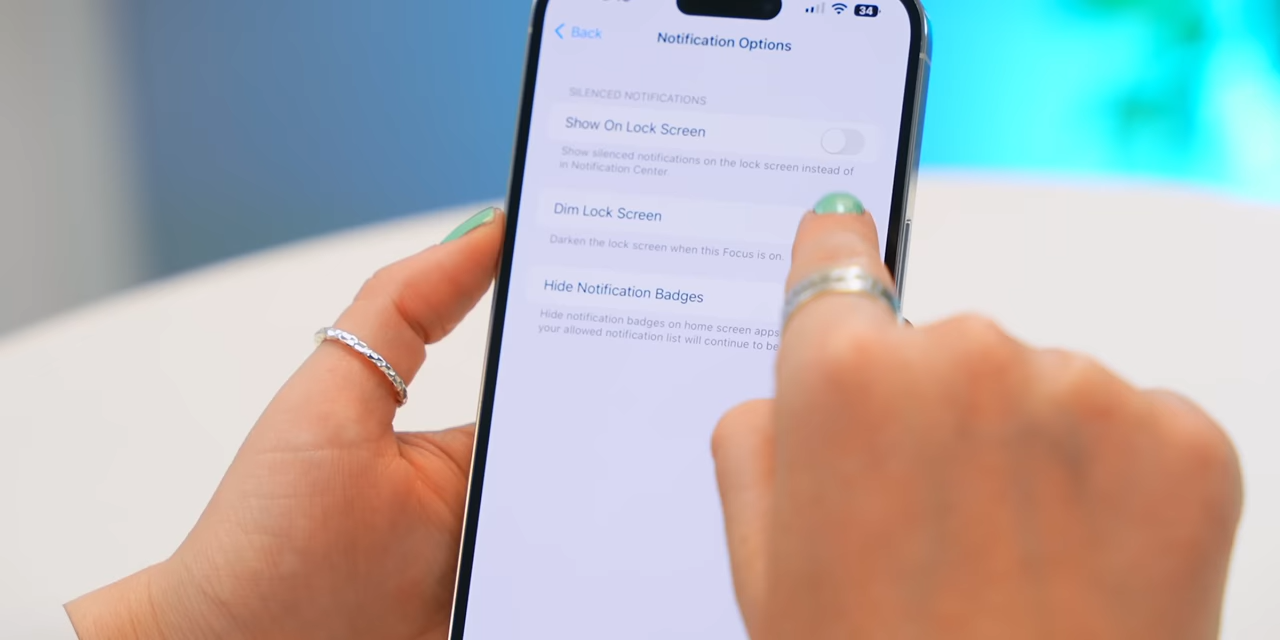 34
Back
Notification Options
SILENCED NOTIFICATIONS
Show On Lock Screen
Show silenced notifications on the lock screen instead of
in Notification Center
Dim Lock Screen
Darken the lock screen when this Focus is on.
Hide Notification Badges
Hide notification badges on home screen apps
your allowed notification list will continue to be